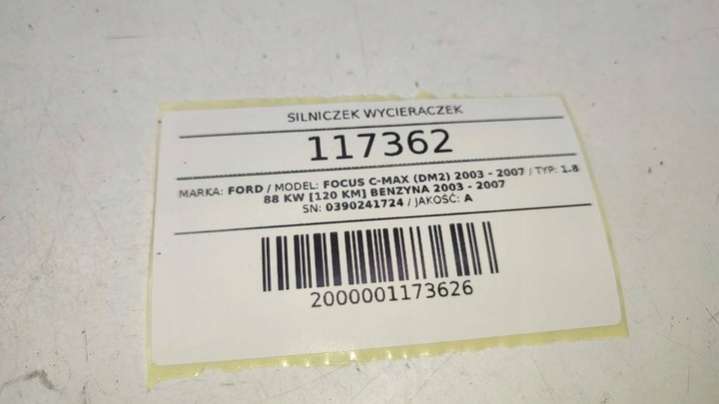 SILNICZEK WYCIERACZEK
117362
MARKA: FORD / MODEL: FOCUS C-MAX (DM2) 2003 - 2007 / TYP: 1.8
88 KW [120 KM] BENZYNA 2003 - 2007
SN: 0390241724 / JAKOŚĆ: A
2000001173626